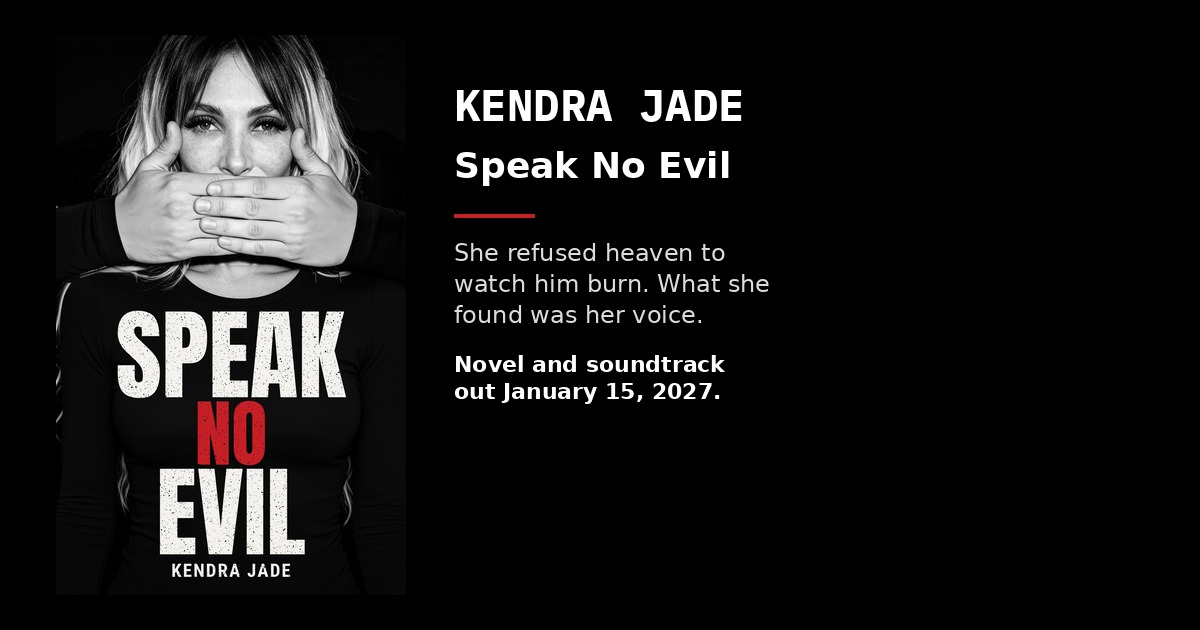 SPEAK
NO
EVIL
KENDRA JADE
KENDRA JADE
Speak No Evil
She refused heaven to
watch him burn. What she
found was her voice.
Novel and soundtrack
out January 15, 2027.